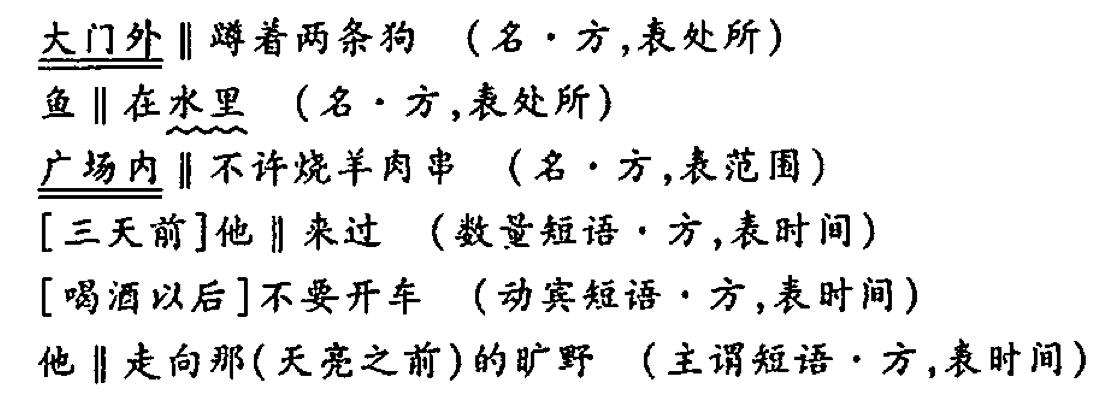 大门外‖蹲着两条狗 (名·方,表处所)
鱼‖在水里 (名·方,表处所)
广场内‖不许烧羊肉串 (名·方,表范围)
[三天前]他‖来过 (数量短语·方,表时间)
[喝酒以后]不要开车 (动宾短语·方,表时间)
他‖走向那(天亮之前)的旷野 (主谓短语·方,表时间)